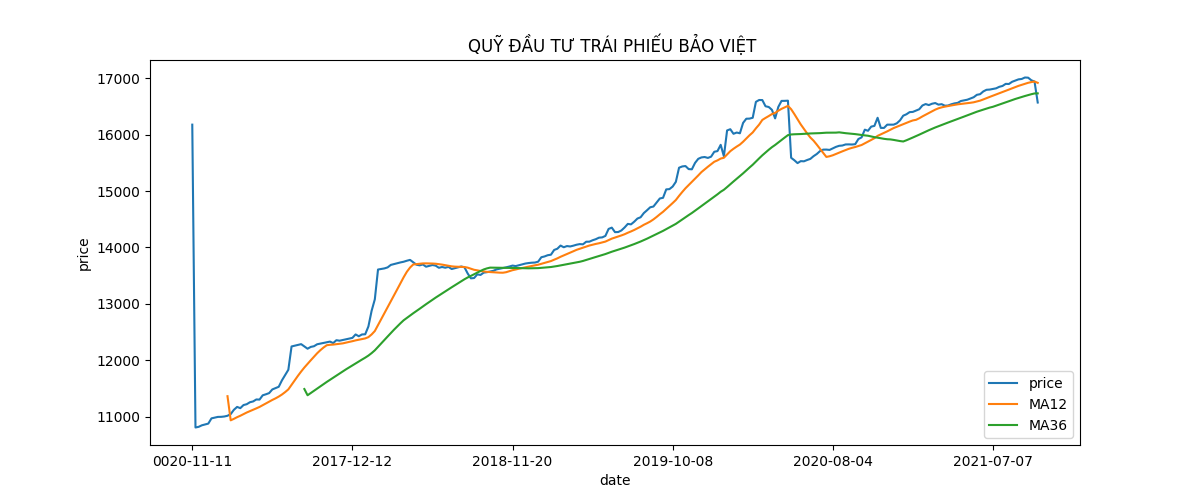 QUỸ ĐẦU TƯ TRÁI PHIẾU BẢO VIỆT
17000
16000
15000
14000
13000
12000
11000
price
price
MA12
MA36
0020-11-11 2017-12-12 2018-11-20 2019-10-08 2020-08-04 2021-07-07
date